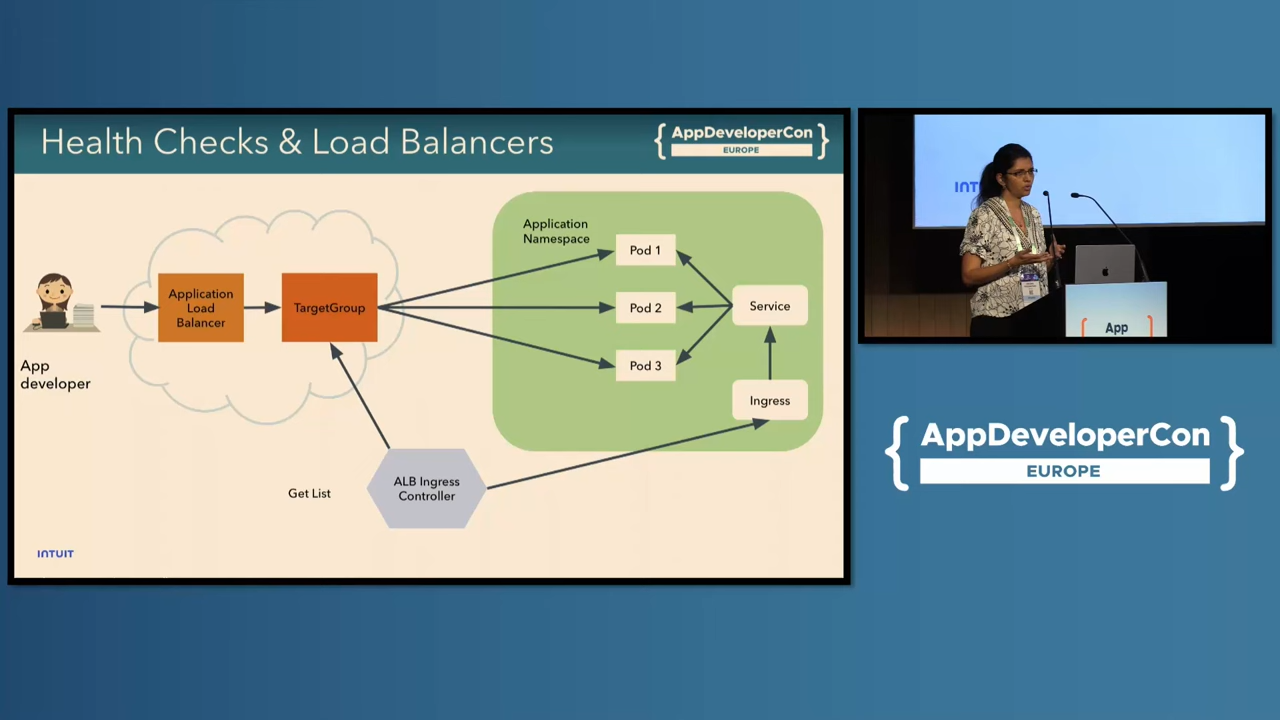 Health Checks & Load Balancers
{ AppDeveloperCon }
EUROPE
Application
Namespace
Pod 1
Application
Load
Balancer
TargetGroup
Pod 2
Service
Pod 3
App
developer
Ingress
ALB Ingress
Controller
Get List
INTUIT
INT
App
{ AppDeveloperCon }
EUROPE